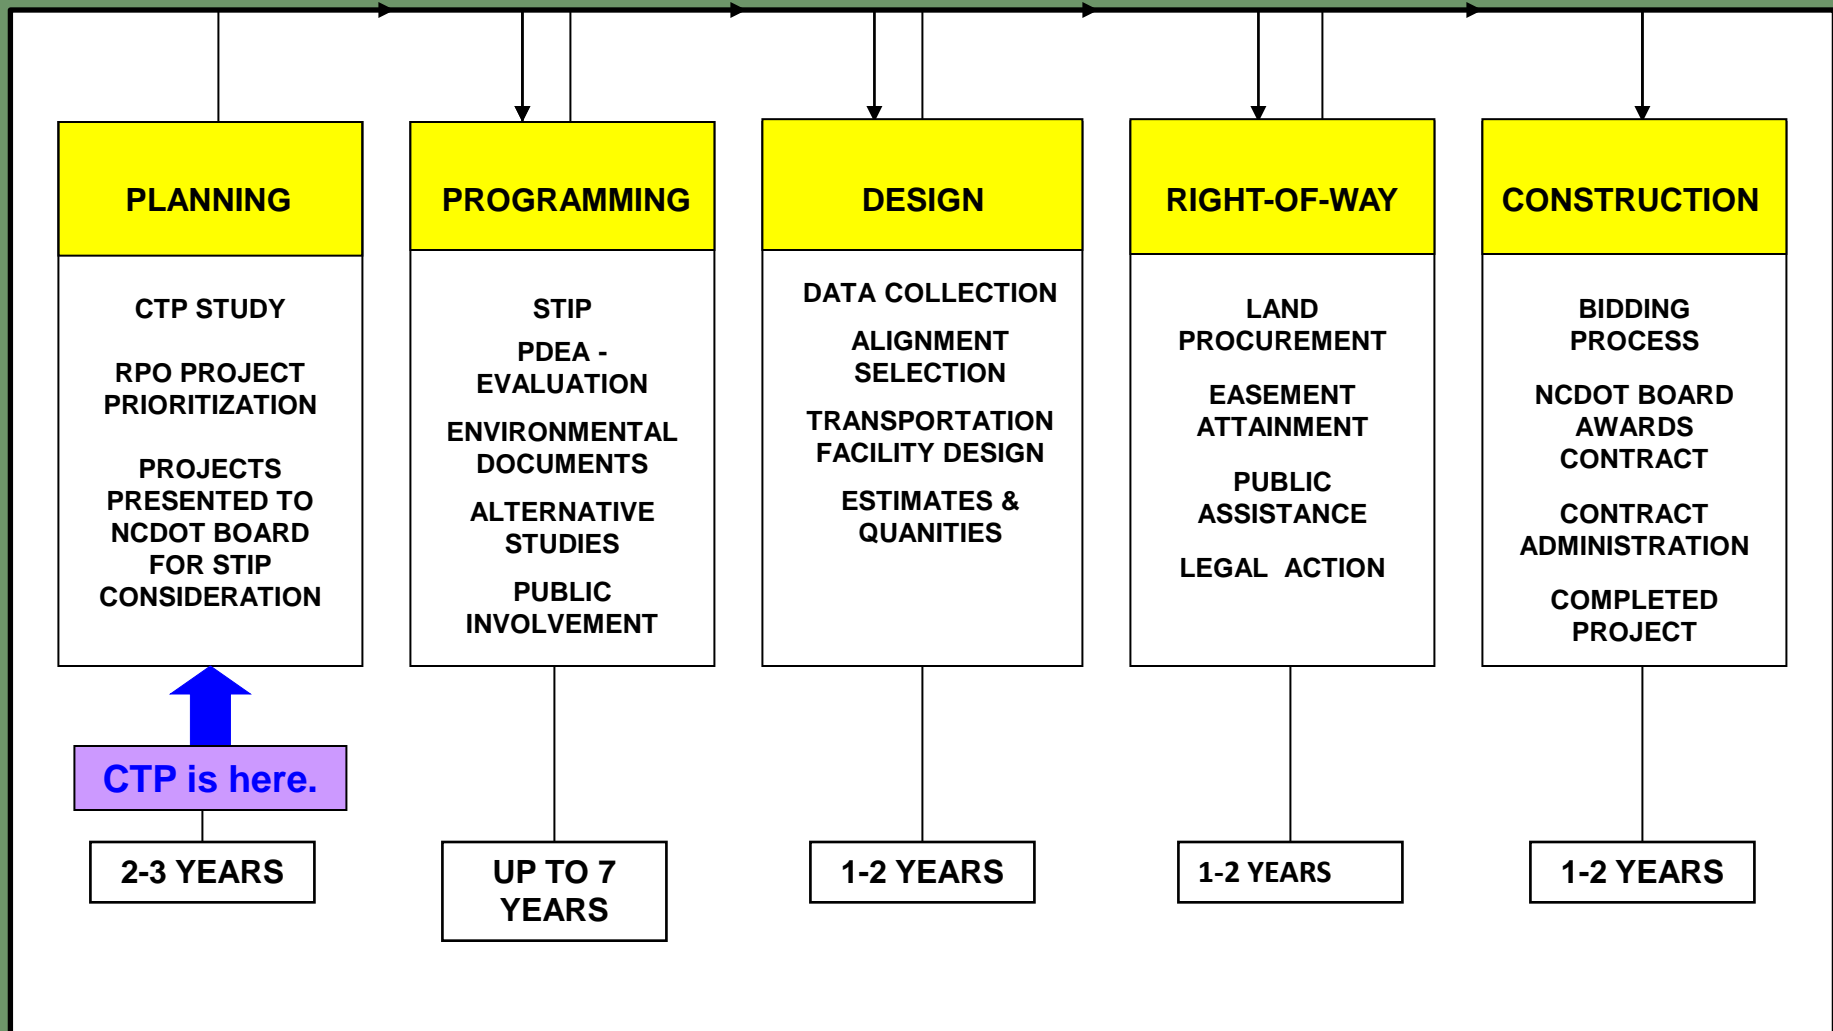 PLANNING
CTP STUDY
RPO PROJECT
PRIORITIZATION
PROJECTS
PRESENTED TO
NCDOT BOARD
FOR STIP
CONSIDERATION
CTP is here.
2-3 YEARS
PROGRAMMING
STIP
PDEA -
EVALUATION
ENVIRONMENTAL
DOCUMENTS
ALTERNATIVE
STUDIES
PUBLIC
INVOLVEMENT
UP TO 7
YEARS
DESIGN
DATA COLLECTION
ALIGNMENT
SELECTION
TRANSPORTATION
FACILITY DESIGN
ESTIMATES &
QUANITIES
1-2 YEARS
RIGHT-OF-WAY
LAND
PROCUREMENT
EASEMENT
ATTAINMENT
PUBLIC
ASSISTANCE
LEGAL ACTION
1-2 YEARS
CONSTRUCTION
BIDDING
PROCESS
NCDOT BOARD
AWARDS
CONTRACT
CONTRACT
ADMINISTRATION
COMPLETED
PROJECT
1-2 YEARS